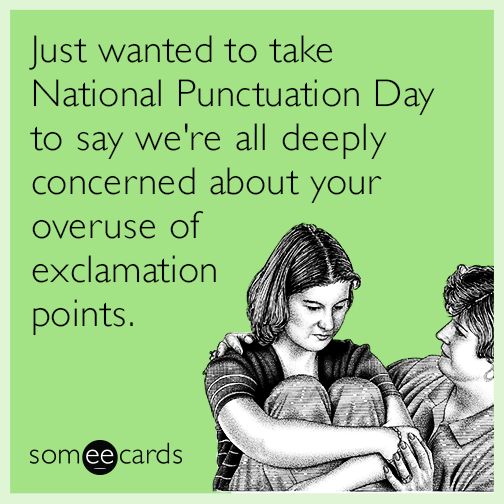 Just wanted to take
National Punctuation Day
to say we're all deeply
concerned about your
overuse of
exclamation
points.
someecards